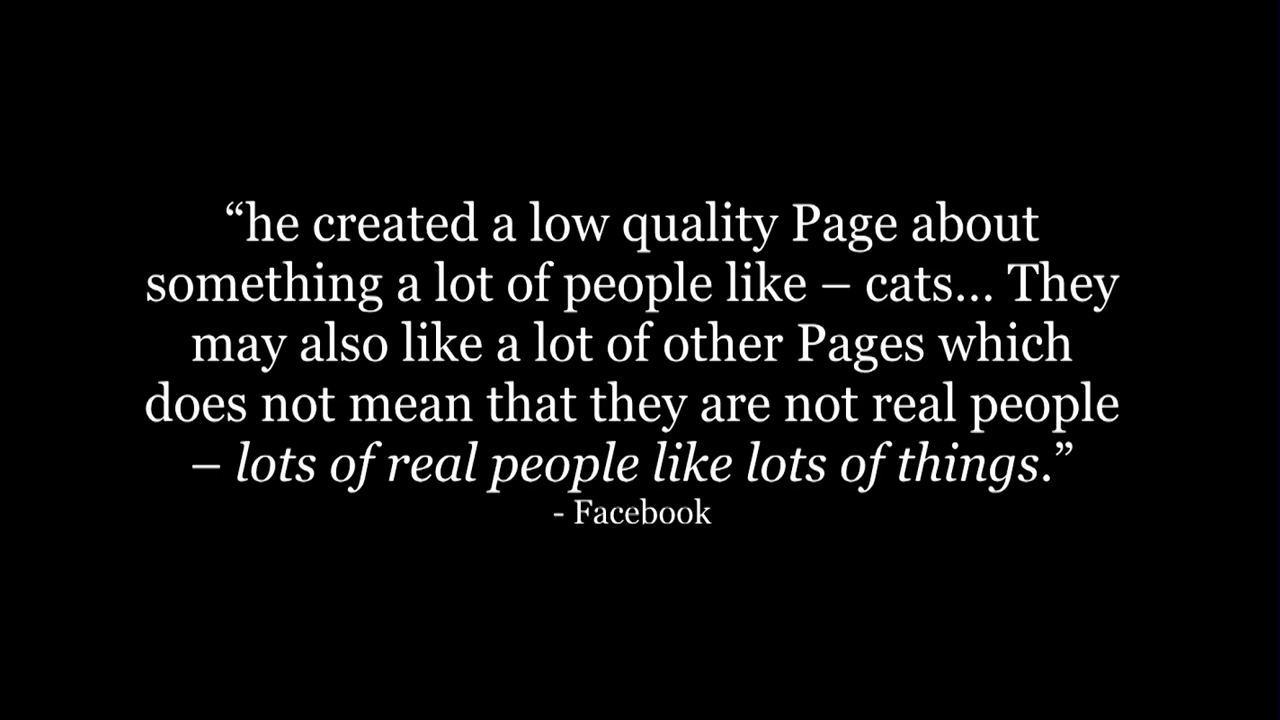 “he created a low quality Page about
something a lot of people like – cats... They
may also like a lot of other Pages which
does not mean that they are not real people
– lots of real people like lots of things.”
- Facebook